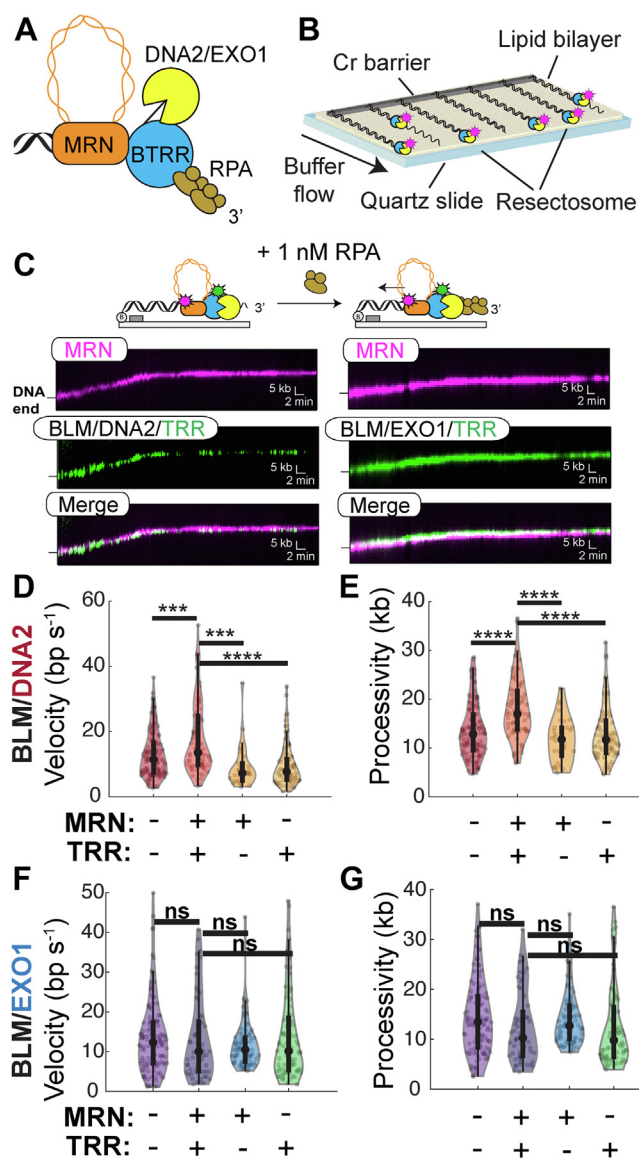 A
DNA2/EXO1
MRN
BTRR
RPA
3’
B
Lipid bilayer
Cr barrier
Buffer
flow
Quartz slide
Resectosome
C
+ 1 nM RPA
3’
3’
B
B
MRN
MRN
DNA
end
5 kb
2 min
5 kb
2 min
BLM/DNA2/TRR
BLM/EXO1/TRR
5 kb
2 min
5 kb
2 min
Merge
Merge
5 kb
2 min
5 kb
2 min
D
BLM/DNA2
Velocity (bp s⁻¹)
60
40
20
0
***
***
****
MRN: - + + -
TRR: - + - +
E
Processivity (kb)
40
30
20
10
0
****
****
****
- + + -
- + - +
F
BLM/EXO1
Velocity (bp s⁻¹)
50
40
30
20
10
0
ns
ns
ns
MRN: - + + -
TRR: - + - +
G
Processivity (kb)
40
30
20
10
0
ns
ns
ns
- + + -
- + - +